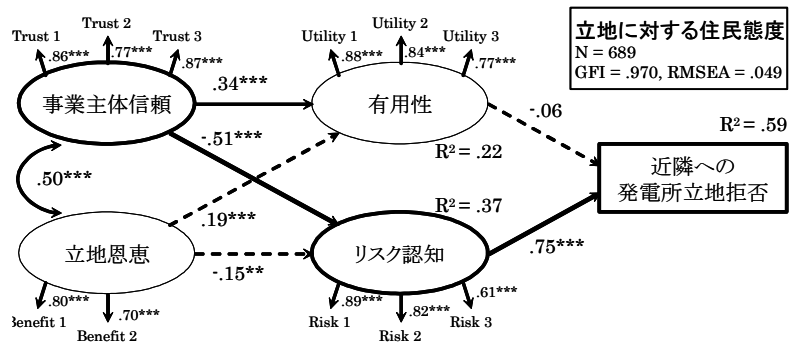 Trust 1
Trust 2
Trust 3
.86***
.77***
.87***
事業主体信頼
Utility 1
Utility 2
Utility 3
.88***
.84***
.77***
有用性
R² = .22
立地に対する住民態度
N = 689
GFI = .970, RMSEA = .049
.34***
-.51***
.50***
.19***
-.15**
-.06
.75***
R² = .59
近隣への
発電所立地拒否
立地恩恵
.80***
.70***
Benefit 1
Benefit 2
R² = .37
リスク認知
.89***
.82***
.61***
Risk 1
Risk 2
Risk 3